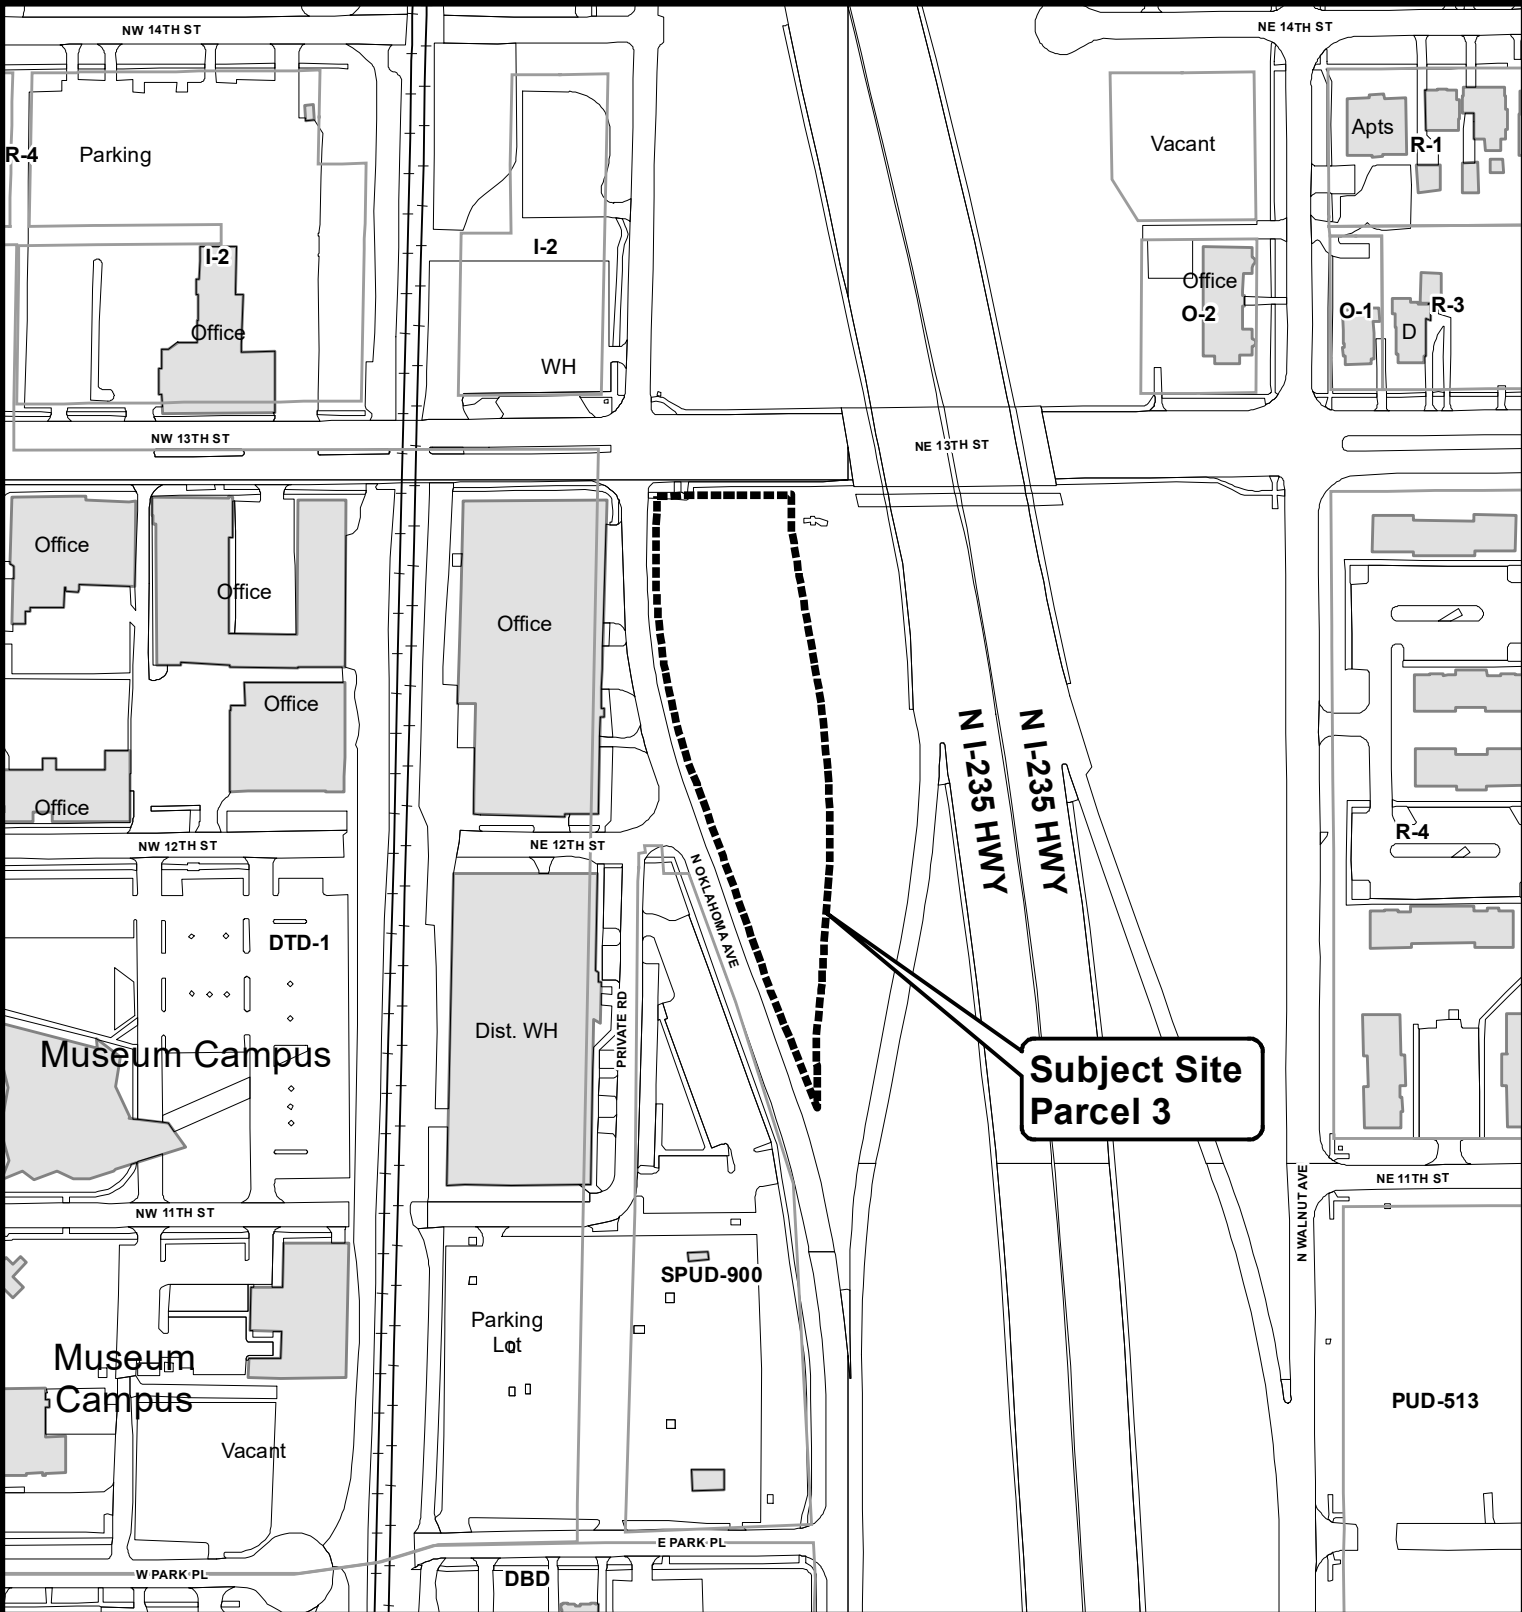 NW 14TH ST
NE 14TH ST
R-4
Parking
Vacant
Apts
R-1
I-2
I-2
Office
WH
Office
O-2
O-1
R-3
D
NW 13TH ST
NE 13TH ST
Office
Office
Office
Office
Office
N I-235 HWY
N I-235 HWY
NW 12TH ST
NE 12TH ST
N OKLAHOMA AVE
R-4
DTD-1
PRIVATE RD
Dist. WH
Museum Campus
Subject Site
Parcel 3
NW 11TH ST
NE 11TH ST
N WALNUT AVE
SPUD-900
Parking
Lot
Museum
Campus
PUD-513
Vacant
E PARK PL
W PARK PL
DBD